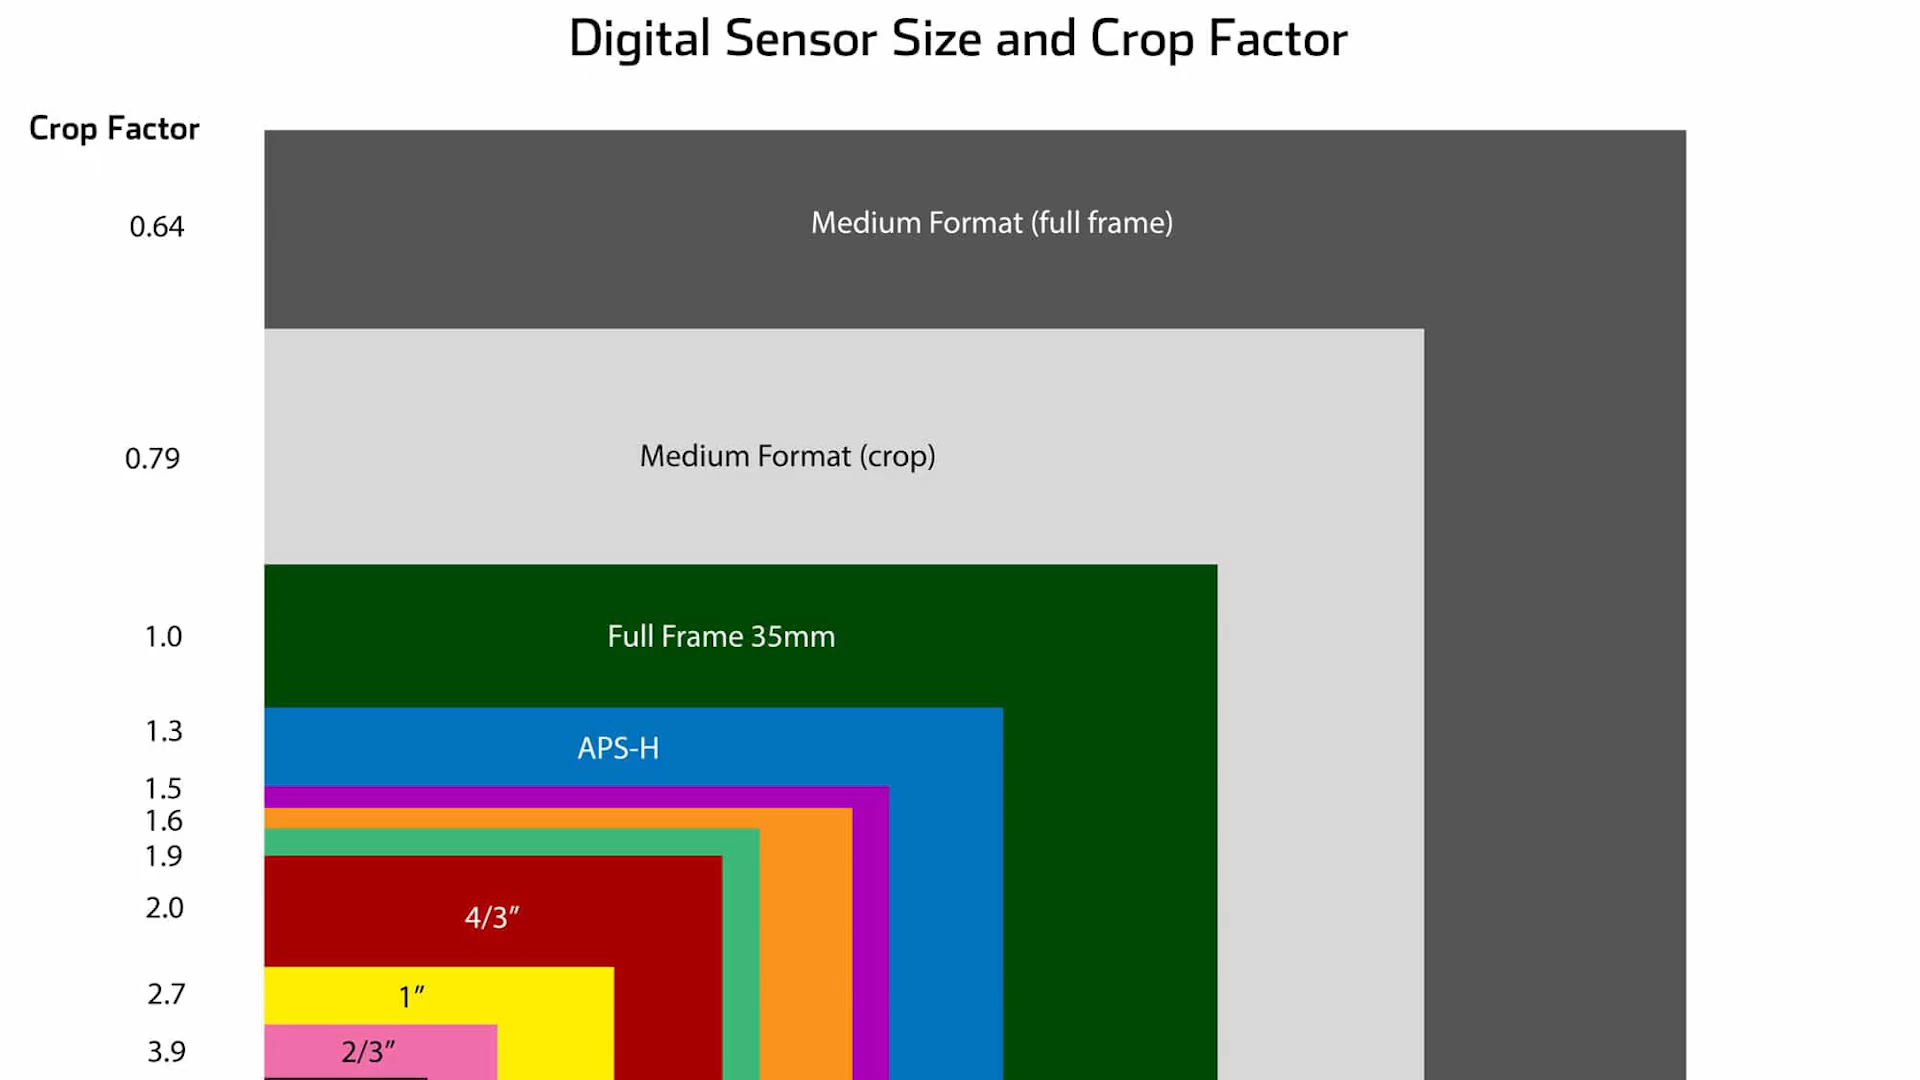 Digital Sensor Size and Crop Factor
Crop Factor
0.64
Medium Format (full frame)
0.79
Medium Format (crop)
1.0
Full Frame 35mm
1.3
APS-H
1.5
1.6
1.9
2.0
4/3”
2.7
1”
3.9
2/3”